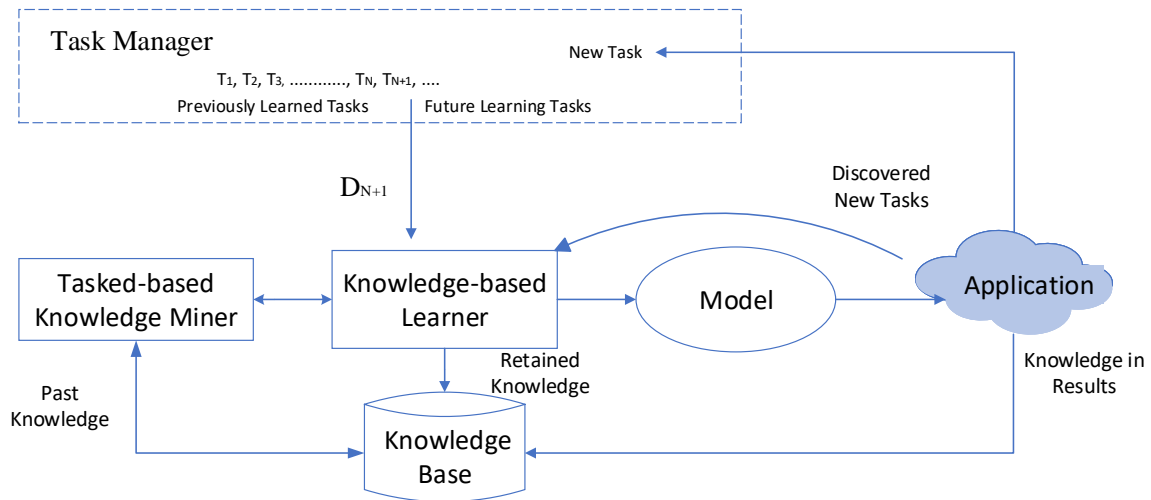 Task Manager
New Task
T1, T2, T3, ............, TN, TN+1, ....
Previously Learned Tasks
Future Learning Tasks
DN+1
Discovered
New Tasks
Tasked-based
Knowledge Miner
Knowledge-based
Learner
Model
Application
Retained
Knowledge
Knowledge in
Results
Past
Knowledge
Knowledge
Base